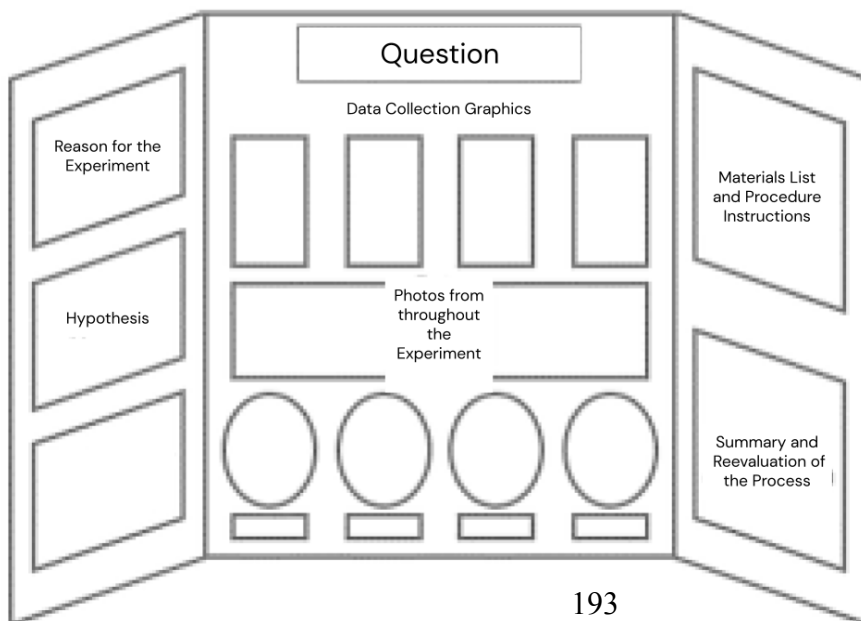 Question
Data Collection Graphics
Reason for the
Experiment
Hypothesis
Photos from
throughout
the
Experiment
Materials List
and Procedure
Instructions
Summary and
Reevaluation of
the Process
193